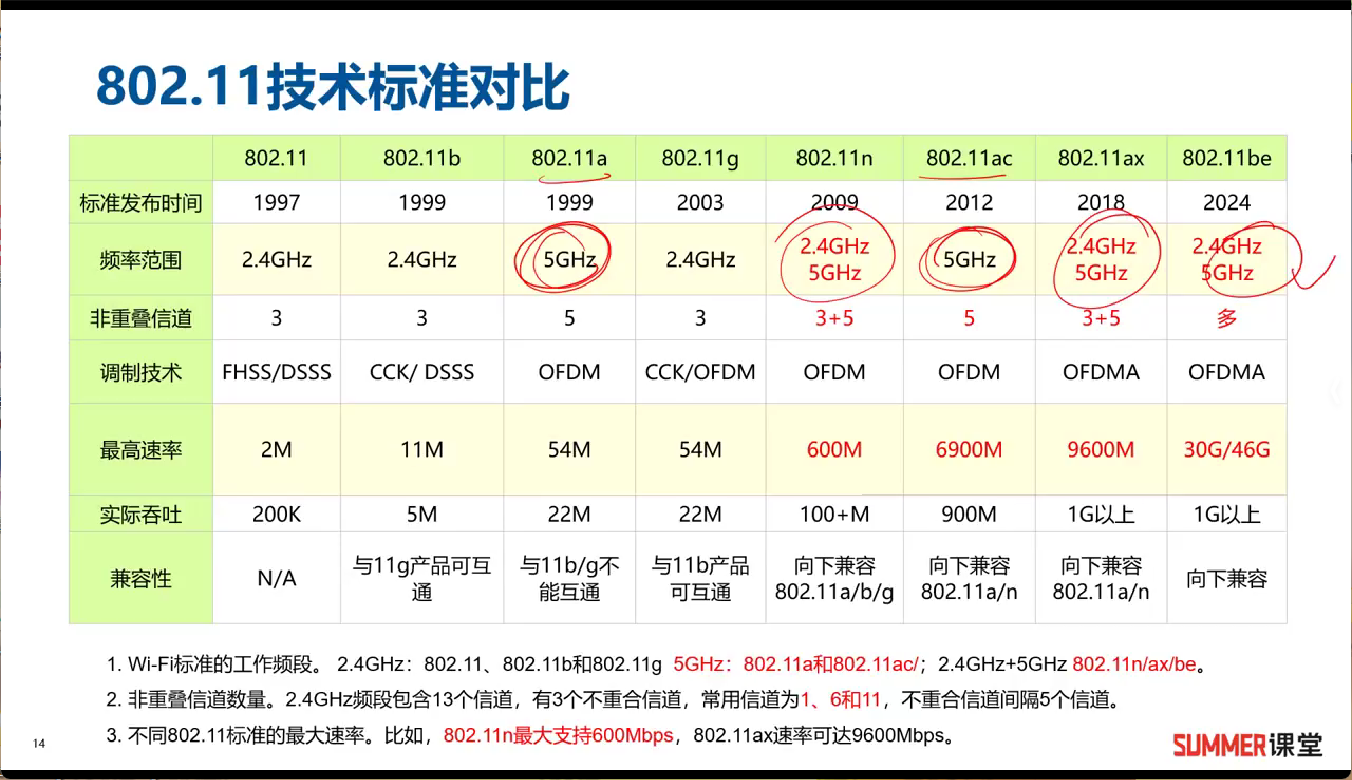 802.11技术标准对比
802.11 802.11b 802.11a 802.11g 802.11n 802.11ac 802.11ax 802.11be
标准发布时间 1997 1999 1999 2003 2009 2012 2018 2024
频率范围 2.4GHz 2.4GHz 5GHz 2.4GHz 2.4GHz 5GHz 5GHz 2.4GHz 5GHz 2.4GHz 5GHz
非重叠信道 3 3 5 3 3+5 5 3+5 多
调制技术 FHSS/DSSS CCK/ DSSS OFDM CCK/OFDM OFDM OFDM OFDMA OFDMA
最高速率 2M 11M 54M 54M 600M 6900M 9600M 30G/46G
实际吞吐 200K 5M 22M 22M 100+M 900M 1G以上 1G以上
兼容性 N/A 与11g产品可互通 与11b/g不能互通 与11b产品可互通 向下兼容802.11a/b/g 向下兼容802.11a/n 向下兼容802.11a/n 向下兼容
1. Wi-Fi标准的工作频段。 2.4GHz：802.11、802.11b和802.11g 5GHz：802.11a和802.11ac/；2.4GHz+5GHz 802.11n/ax/be。
2. 非重叠信道数量。2.4GHz频段包含13个信道，有3个不重合信道，常用信道为1、6和11，不重合信道间隔5个信道。
3. 不同802.11标准的最大速率。比如，802.11n最大支持600Mbps，802.11ax速率可达9600Mbps。
14
SUMMER课堂